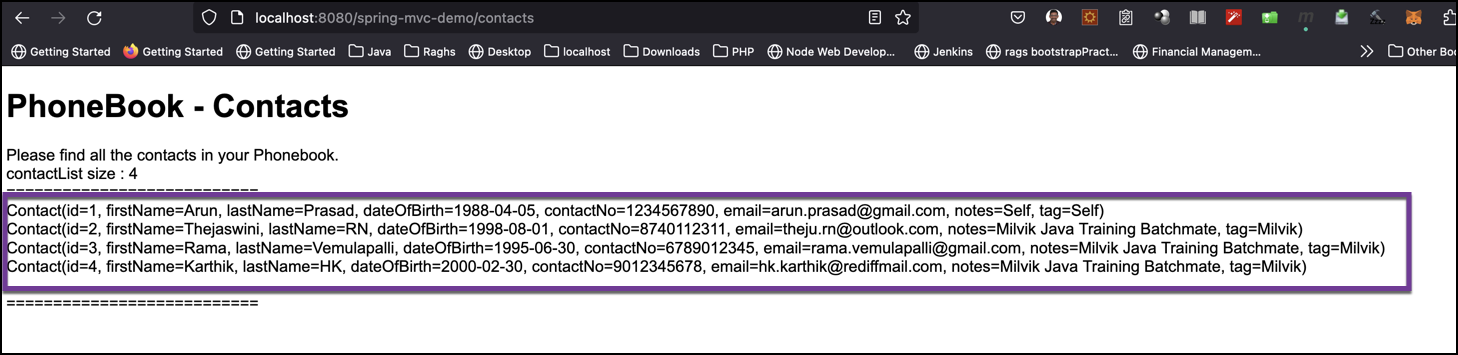 localhost:8080/spring-mvc-demo/contacts
Getting Started Getting Started Getting Started Java Raghs Desktop localhost Downloads PHP Node Web Develop... Jenkins rags bootstrapPract... Financial Managem... Other Boo
PhoneBook - Contacts
Please find all the contacts in your Phonebook.
contactList size : 4
===========================
Contact(id=1, firstName=Arun, lastName=Prasad, dateOfBirth=1988-04-05, contactNo=1234567890, email=arun.prasad@gmail.com, notes=Self, tag=Self)
Contact(id=2, firstName=Thejaswini, lastName=RN, dateOfBirth=1998-08-01, contactNo=8740112311, email=theju.rn@outlook.com, notes=Milvik Java Training Batchmate, tag=Milvik)
Contact(id=3, firstName=Rama, lastName=Vemulapalli, dateOfBirth=1995-06-30, contactNo=6789012345, email=rama.vemulapalli@gmail.com, notes=Milvik Java Training Batchmate, tag=Milvik)
Contact(id=4, firstName=Karthik, lastName=HK, dateOfBirth=2000-02-30, contactNo=9012345678, email=hk.karthik@rediffmail.com, notes=Milvik Java Training Batchmate, tag=Milvik)
===========================